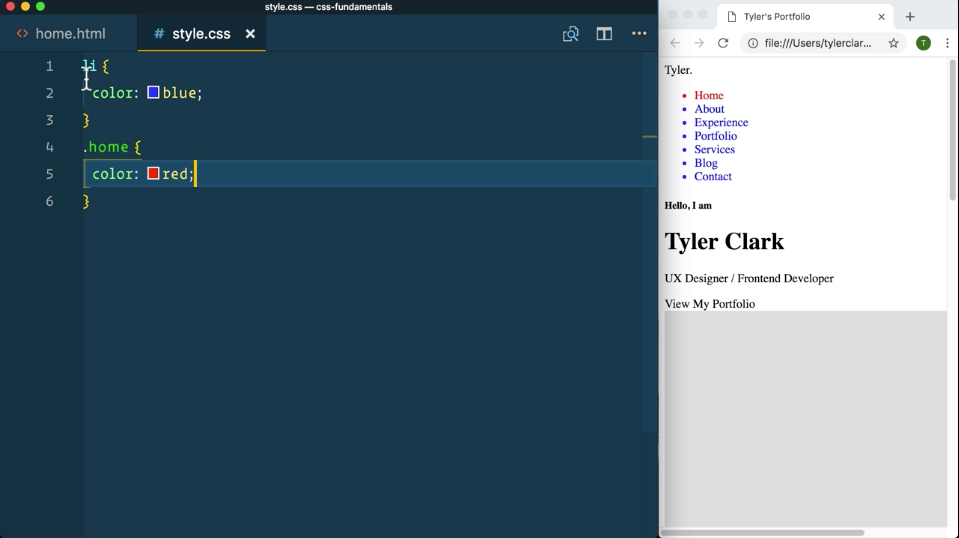 style.css — css-fundamentals
<> home.html
# style.css ×
1 li {
2 color: blue;
3 }
4 .home {
5 color: red;
6 }
Tyler's Portfolio × +
file:///Users/tylerclar... T
Tyler.
• Home
• About
• Experience
• Portfolio
• Services
• Blog
• Contact
Hello, I am
Tyler Clark
UX Designer / Frontend Developer
View My Portfolio